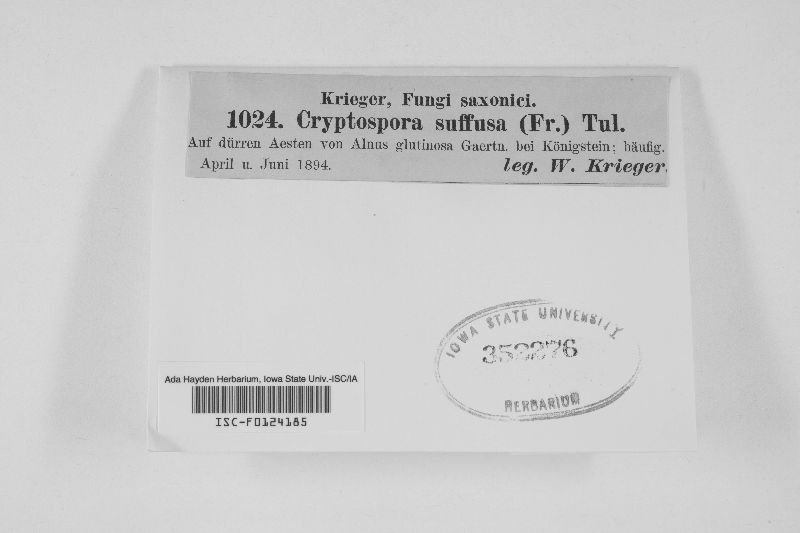 Krieger, Fungi saxonici.
1024. Cryptospora suffusa (Fr.) Tul.
Auf dürren Aesten von Alnus glutinosa Gaertn. bei Königstein; häufig.
April u. Juni 1894. leg. W. Krieger.
IOWA STATE UNIVERSITY
HERBARIUM
Ada Hayden Herbarium, Iowa State Univ.-ISC/IA
ISC-F0124185